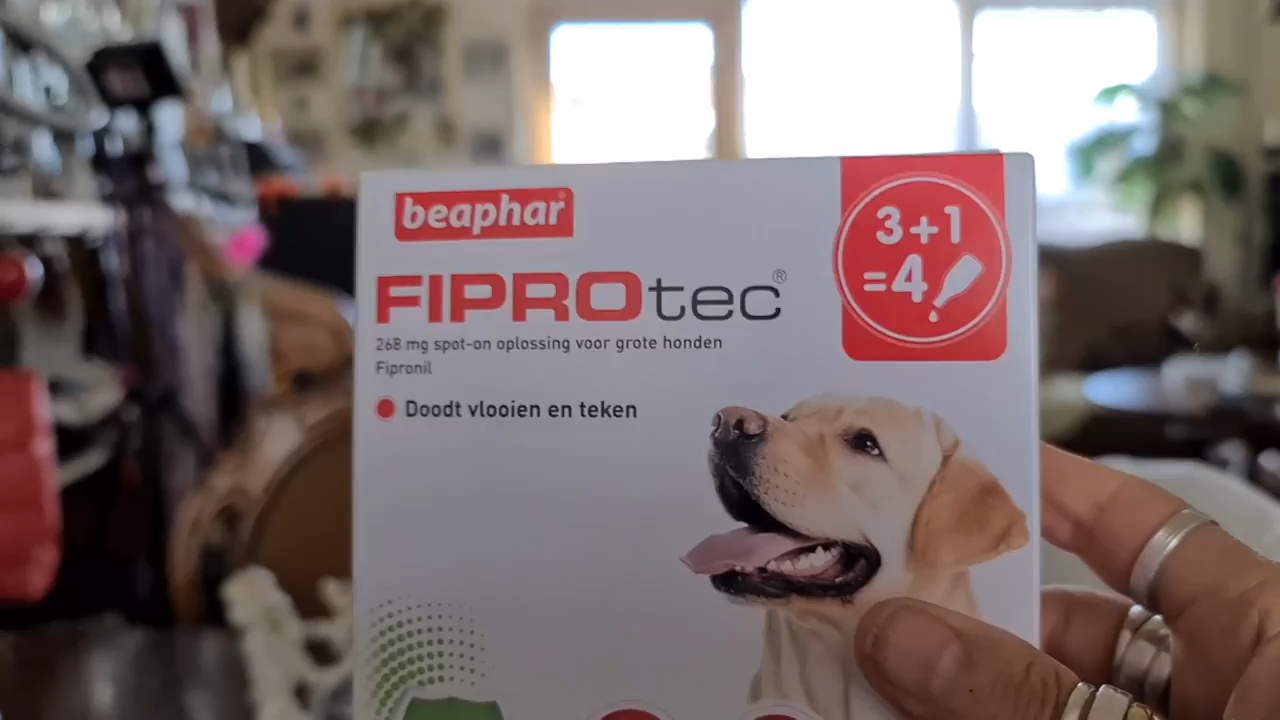 beaphar
3+1
=4
FIPROtec®
268 mg spot-on oplossing voor grote honden
Fipronil
Doodt vlooien en teken